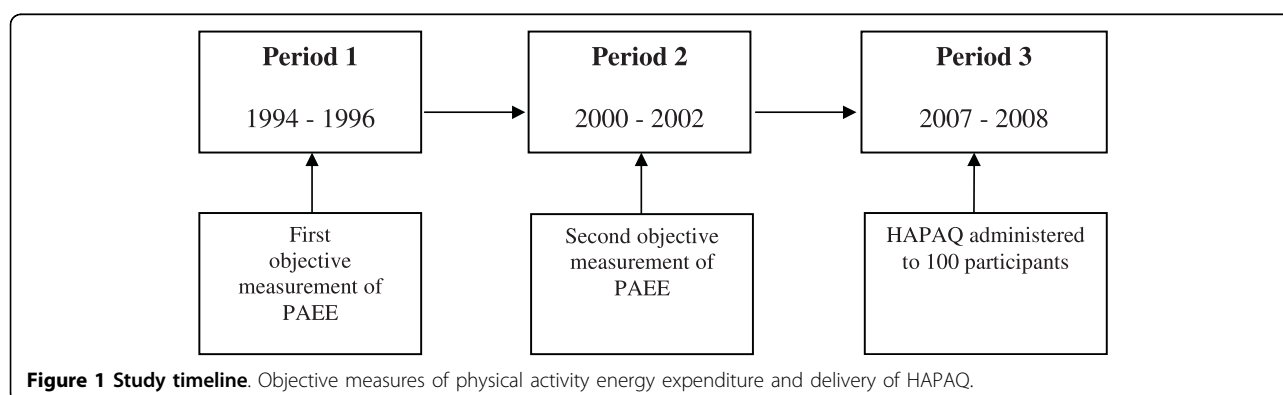 Period 1
1994 - 1996
Period 2
2000 - 2002
Period 3
2007 - 2008
First
objective
measurement of
PAEE
Second objective
measurement of
PAEE
HAPAQ administered
to 100 participants
Figure 1 Study timeline. Objective measures of physical activity energy expenditure and delivery of HAPAQ.